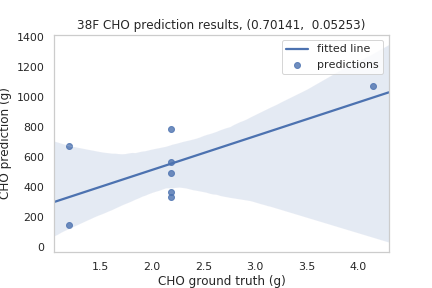 38F CHO prediction results, (0.70141, 0.05253)
1400
1200
1000
800
600
400
200
0
CHO prediction (g)
fitted line
predictions
1.5 2.0 2.5 3.0 3.5 4.0
CHO ground truth (g)